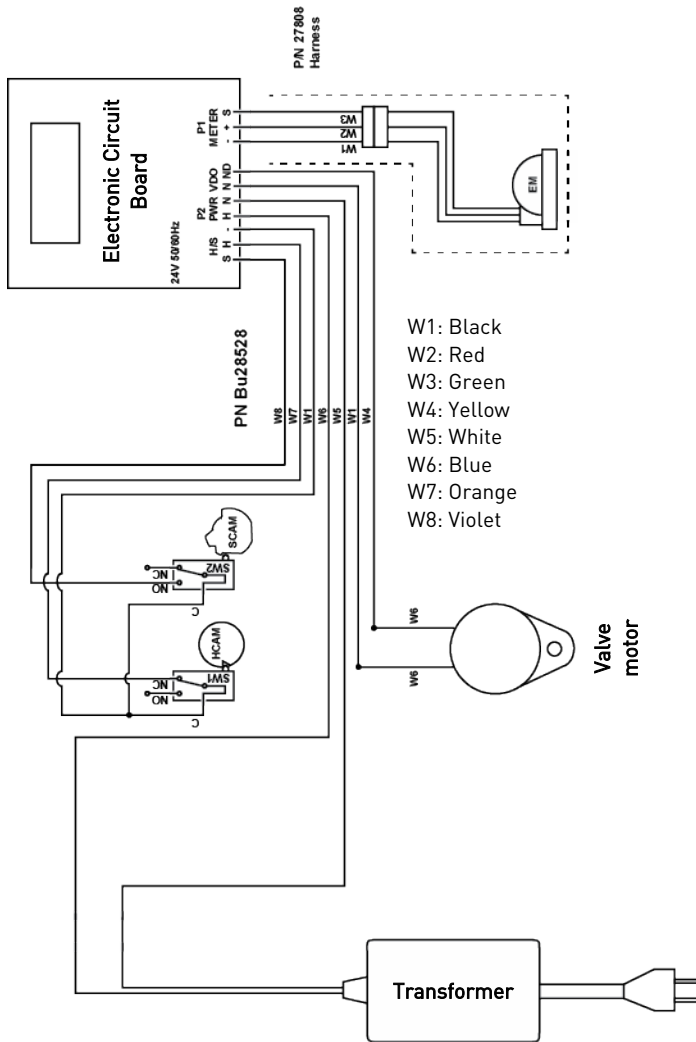 P/N 27808
Harness
Electronic Circuit
Board
24V 50/60Hz
P1
METER
- + S
W1
W2
W3
P2
H/S PWR VDO
S H - H N N ND
EM
PN Bu28528
W8
W7
W1
W6
W5
W1
W4
W1: Black
W2: Red
W3: Green
W4: Yellow
W5: White
W6: Blue
W7: Orange
W8: Violet
SCAM
SW2
NC
NO
C
HCAM
SW1
NC
NO
C
W6
W6
Valve
motor
Transformer